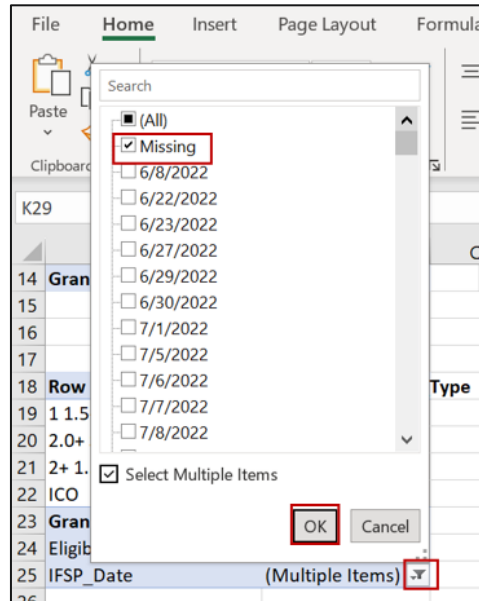 File Home Insert Page Layout Formula
Search
(All)
Paste
Missing
6/8/2022
Clipboard
6/22/2022
K29
6/23/2022
6/27/2022
C
6/29/2022
14 Gran
6/30/2022
15
7/1/2022
16
7/5/2022
17
7/6/2022
18 Row Type
7/7/2022
19 1 1.5
7/8/2022
20 2.0+
21 2+ 1.
Select Multiple Items
22 ICO
23 Gran
OK Cancel
24 Eligib
25 IFSP_Date (Multiple Items)
26